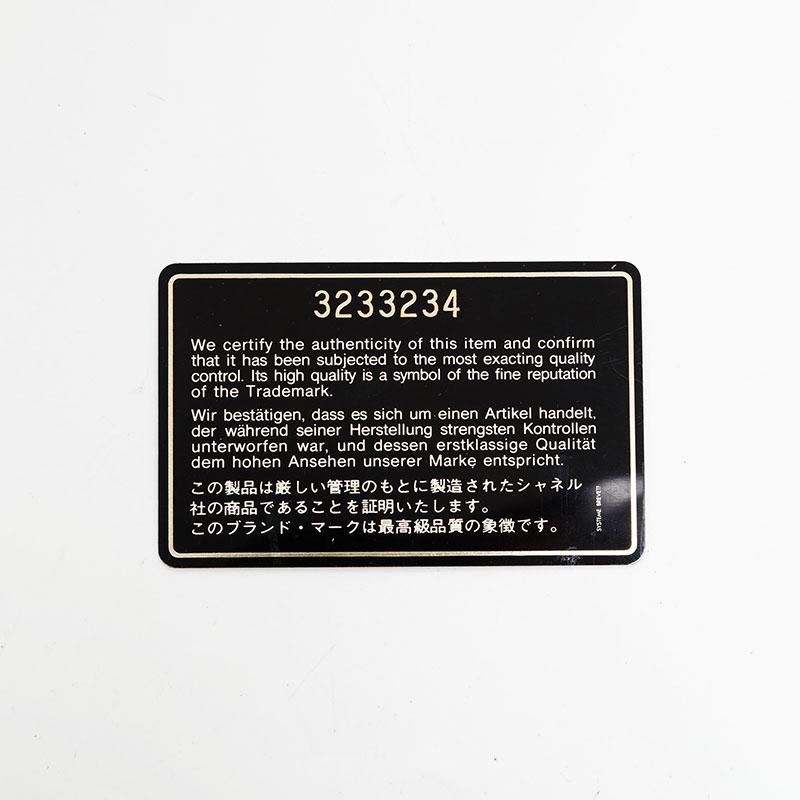 3233234
We certify the authenticity of this item and confirm
that it has been subjected to the most exacting quality
control. Its high quality is a symbol of the fine reputation
of the Trademark.
Wir bestätigen, dass es sich um einen Artikel handelt,
der während seiner Herstellung strengsten Kontrollen
unterworfen war, und dessen erstklassige Qualität
dem hohen Ansehen unserer Marke entspricht.
この製品は厳しい管理のもとに製造されたシャネル
社の商品であることを証明いたします。
このブランド・マークは最高級品質の象徴です。
SYSTEME BREVETE